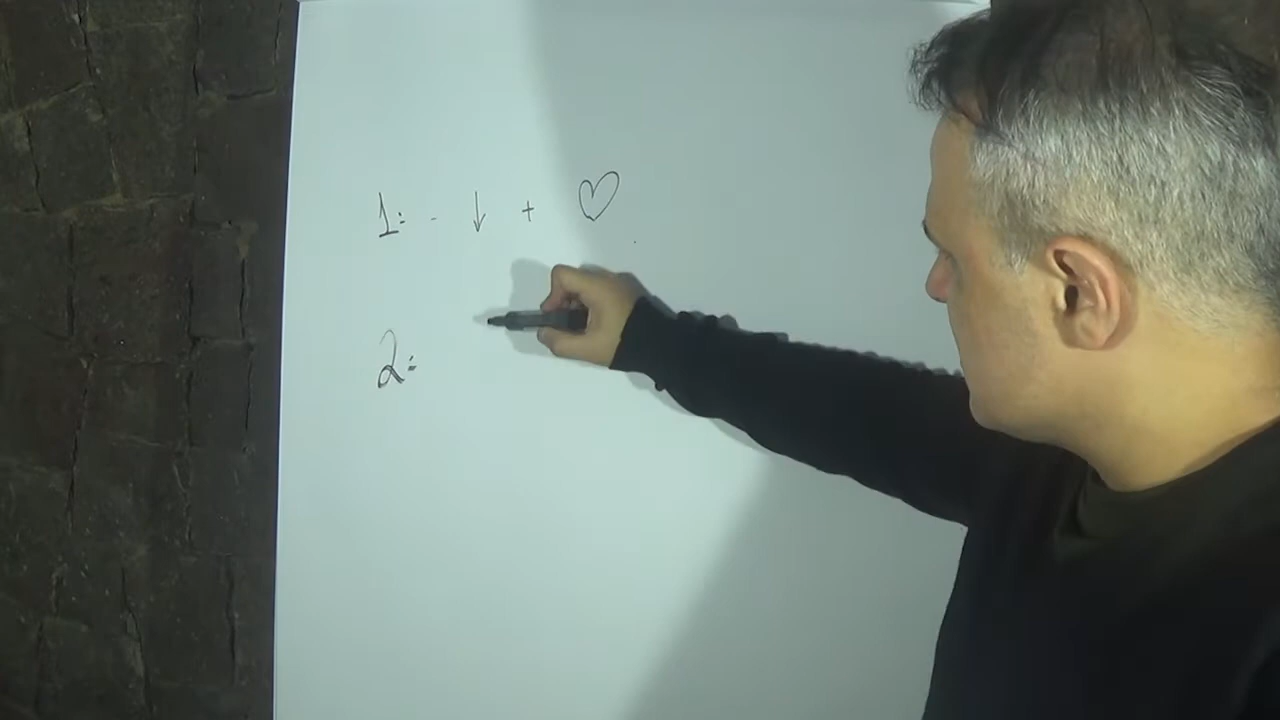 1: - ↓ + ♡
2: